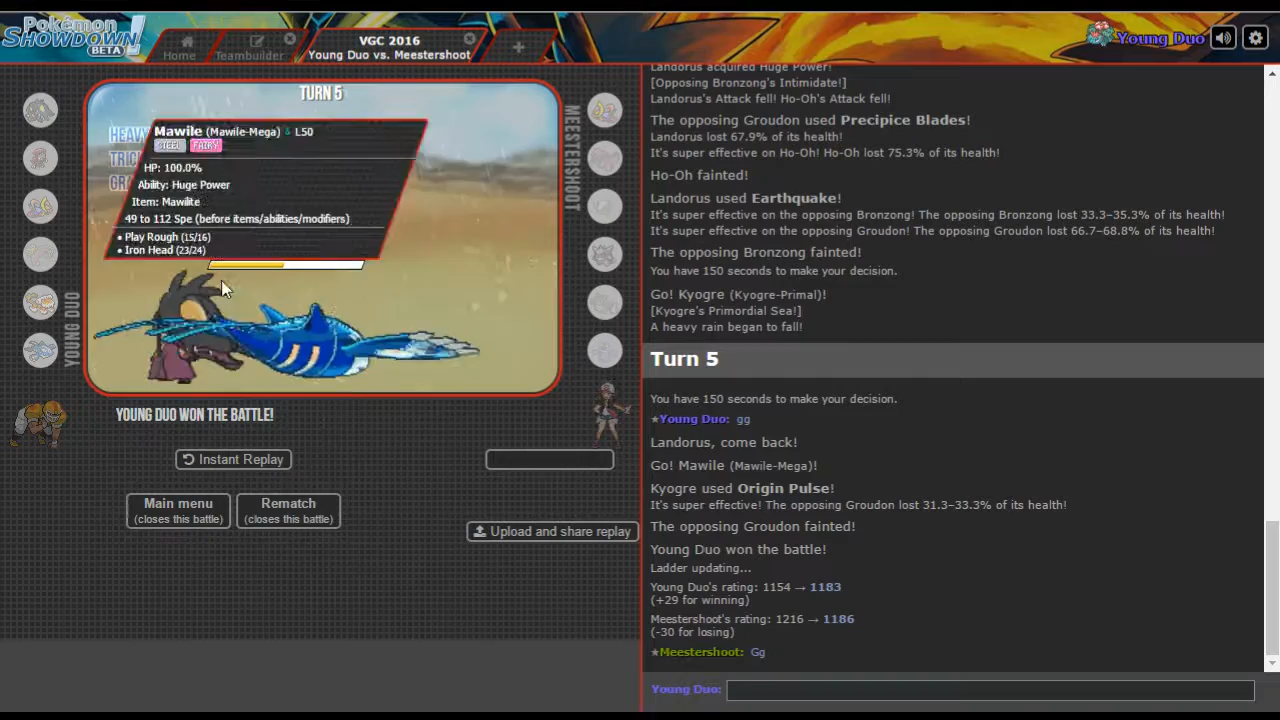 Pokémon
SHOWDOWN!
BETA
Home
Teambuilder
VGC 2016
Young Duo vs. Meestershoot
+
Young Duo
TURN 5
HEAVY
TRIC
GRA
Mawile (Mawile-Mega) L50
STEEL FAIRY
HP: 100.0%
Ability: Huge Power
Item: Mawilite
49 to 112 Spe (before items/abilities/modifiers)
• Play Rough (15/16)
• Iron Head (23/24)
YOUNG DUO
MEESTERSHOOT
YOUNG DUO WON THE BATTLE!
Instant Replay
Main menu
(closes this battle)
Rematch
(closes this battle)
Upload and share replay
Landorus acquired Huge Power!
[Opposing Bronzong's Intimidate!]
Landorus's Attack fell! Ho-Oh's Attack fell!
The opposing Groudon used Precipice Blades!
Landorus lost 67.9% of its health!
It's super effective on Ho-Oh! Ho-Oh lost 75.3% of its health!
Ho-Oh fainted!
Landorus used Earthquake!
It's super effective on the opposing Bronzong! The opposing Bronzong lost 33.3–35.3% of its health!
It's super effective on the opposing Groudon! The opposing Groudon lost 66.7–68.8% of its health!
The opposing Bronzong fainted!
You have 150 seconds to make your decision.
Go! Kyogre (Kyogre-Primal)!
[Kyogre's Primordial Sea!]
A heavy rain began to fall!
Turn 5
You have 150 seconds to make your decision.
★Young Duo: gg
Landorus, come back!
Go! Mawile (Mawile-Mega)!
Kyogre used Origin Pulse!
It's super effective! The opposing Groudon lost 31.3–33.3% of its health!
The opposing Groudon fainted!
Young Duo won the battle!
Ladder updating...
Young Duo's rating: 1154 → 1183
(+29 for winning)
Meestershoot's rating: 1216 → 1186
(-30 for losing)
★Meestershoot: Gg
Young Duo: